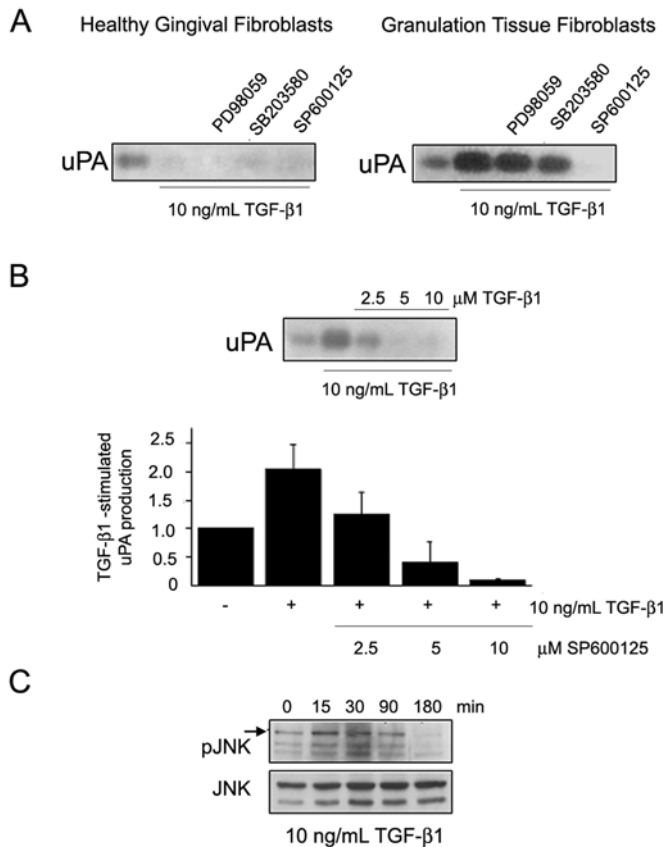 A
Healthy Gingival Fibroblasts
Granulation Tissue Fibroblasts
PD98059
SB203580
SP600125
PD98059
SB203580
SP600125
uPA
uPA
10 ng/mL TGF-β1
10 ng/mL TGF-β1
B
2.5 5 10 μM TGF-β1
uPA
10 ng/mL TGF-β1
TGF-β1 -stimulated
uPA production
2.5
2.0
1.5
1.0
0.5
0
- + + + + 10 ng/mL TGF-β1
2.5 5 10 μM SP600125
C
0 15 30 90 180 min
pJNK
JNK
10 ng/mL TGF-β1